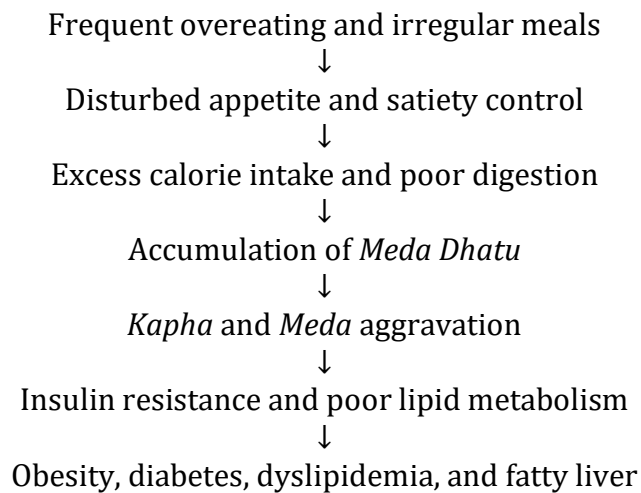 Frequent overeating and irregular meals
↓
Disturbed appetite and satiety control
↓
Excess calorie intake and poor digestion
↓
Accumulation of Meda Dhatu
↓
Kapha and Meda aggravation
↓
Insulin resistance and poor lipid metabolism
↓
Obesity, diabetes, dyslipidemia, and fatty liver